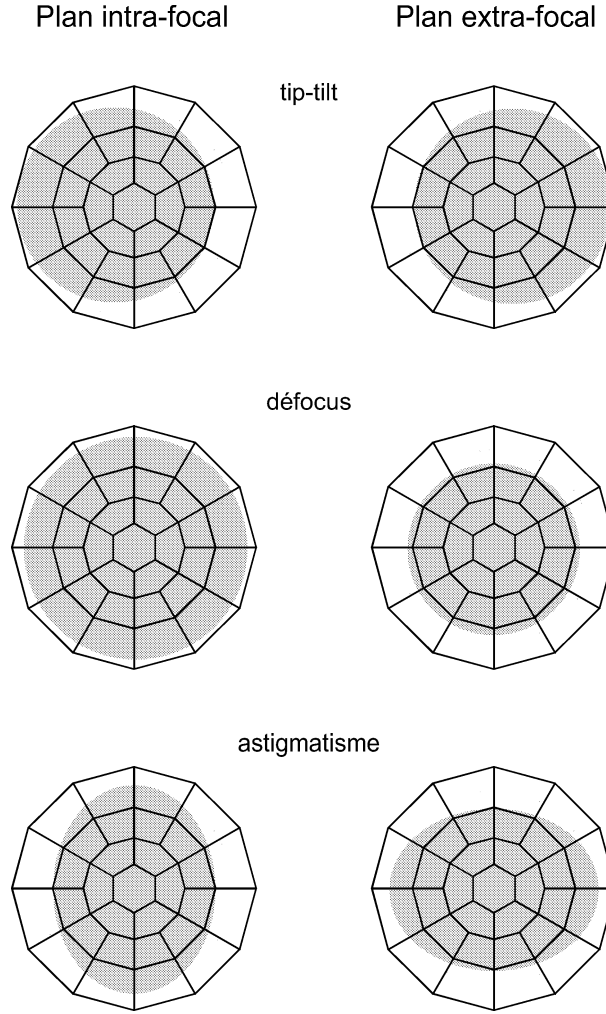 Plan intra-focal
Plan extra-focal
tip-tilt
défocus
astigmatisme